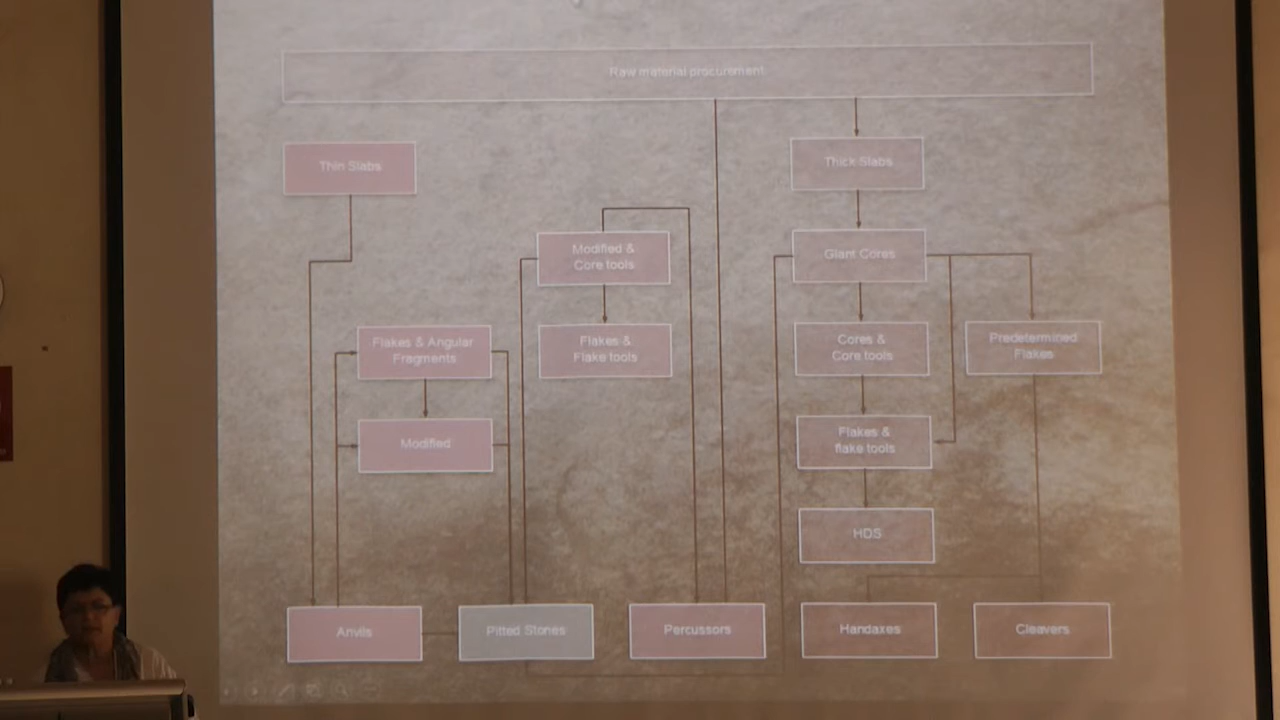 Raw material procurement
Thin Slabs
Thick Slabs
Modified &
Core tools
Giant Cores
Flakes & Angular
Fragments
Flakes &
Flake tools
Cores &
Core tools
Predetermined
Flakes
Modified
Flakes &
flake tools
HDS
Anvils
Pitted Stones
Percussors
Handaxes
Cleavers